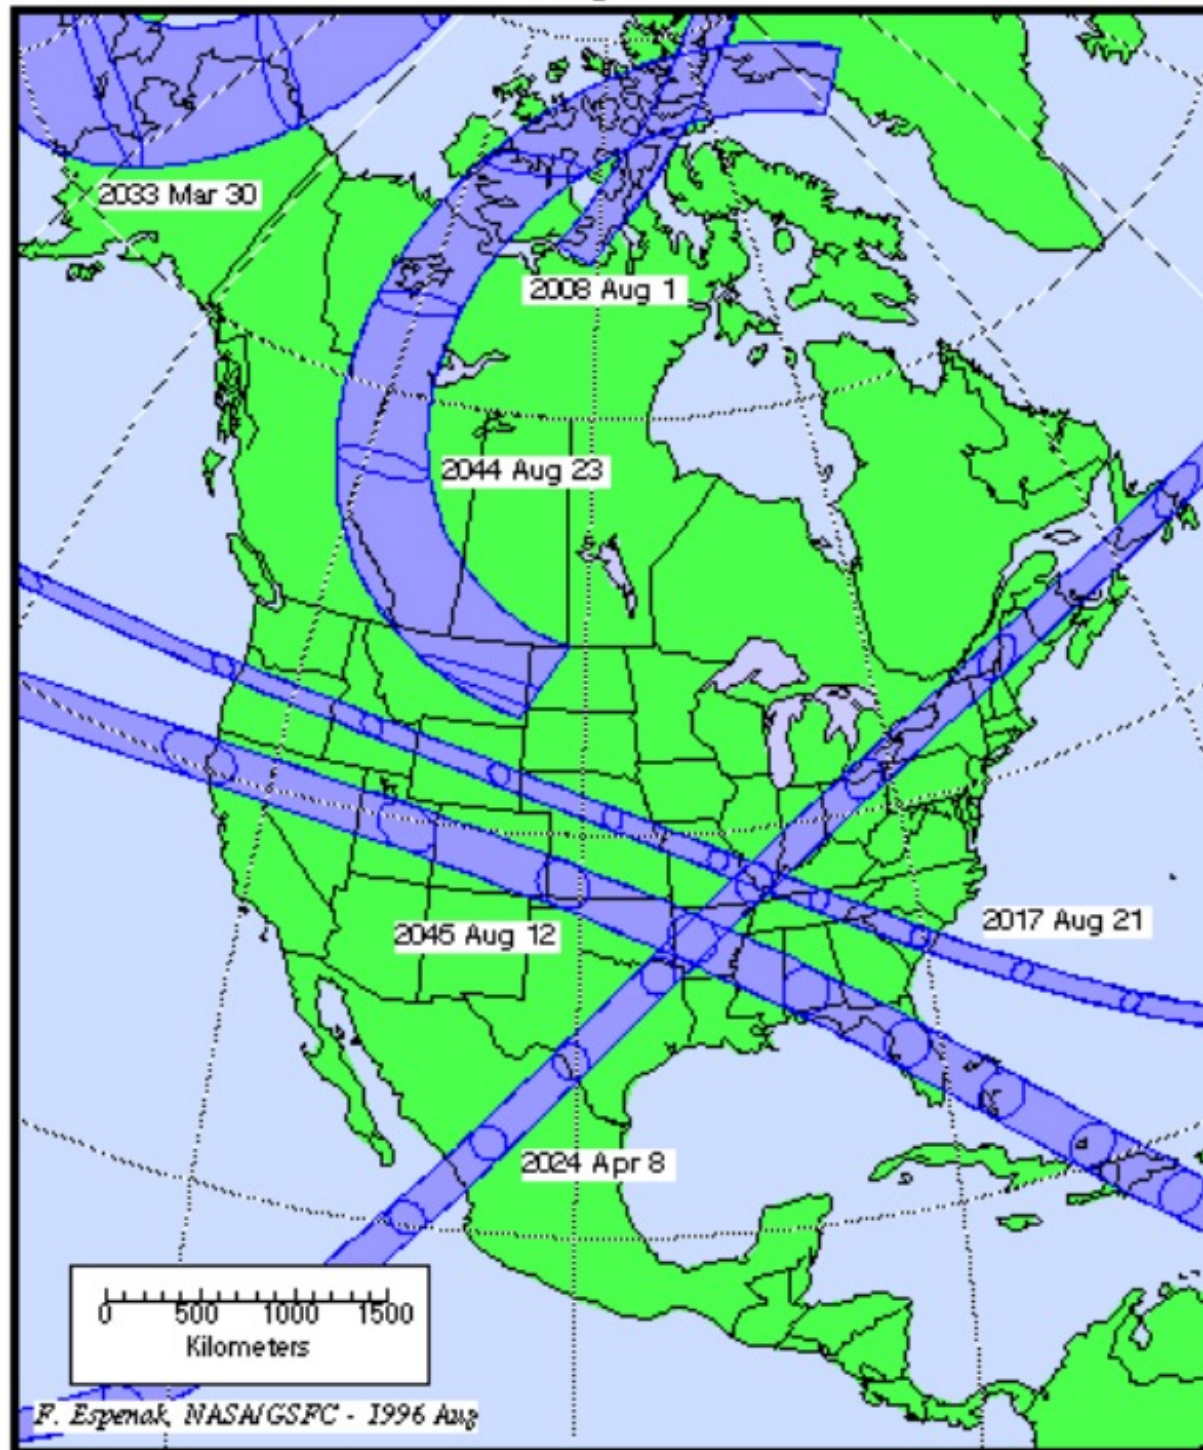 2033 Mar 30
2008 Aug 1
2044 Aug 23
2017 Aug 21
2045 Aug 12
2024 Apr 8
0 500 1000 1500
Kilometers
F. Espenak, NASA/GSFC - 1996 Aug